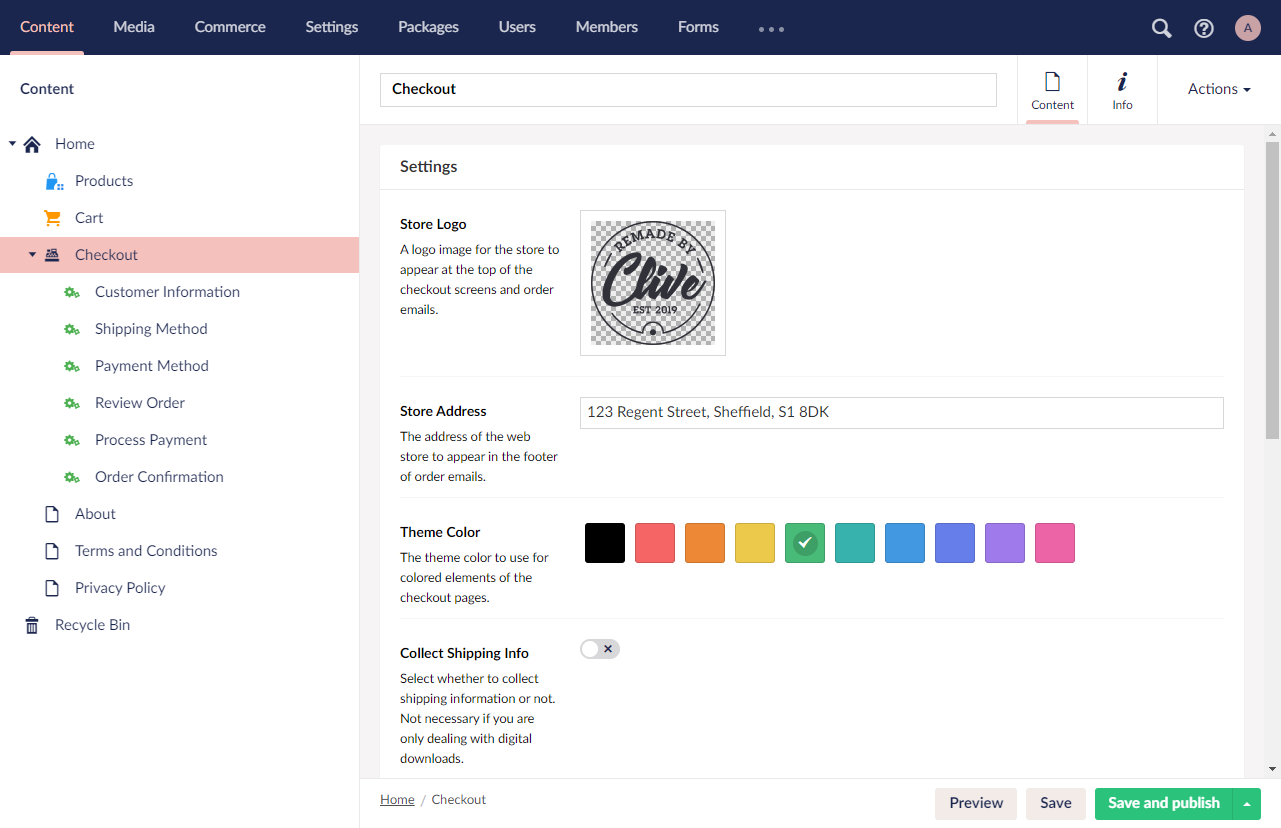 Content Media Commerce Settings Packages Users Members Forms
A
Content
Home
Products
Cart
Checkout
Customer Information
Shipping Method
Payment Method
Review Order
Process Payment
Order Confirmation
About
Terms and Conditions
Privacy Policy
Recycle Bin
Checkout
Content
Info
Actions
Settings
Store Logo
A logo image for the store to
appear at the top of the
checkout screens and order
emails.
REMADE BY
Clive
EST 2019
Store Address
The address of the web
store to appear in the footer
of order emails.
123 Regent Street, Sheffield, S1 8DK
Theme Color
The theme color to use for
colored elements of the
checkout pages.
Collect Shipping Info
Select whether to collect
shipping information or not.
Not necessary if you are
only dealing with digital
downloads.
Home / Checkout
Preview
Save
Save and publish